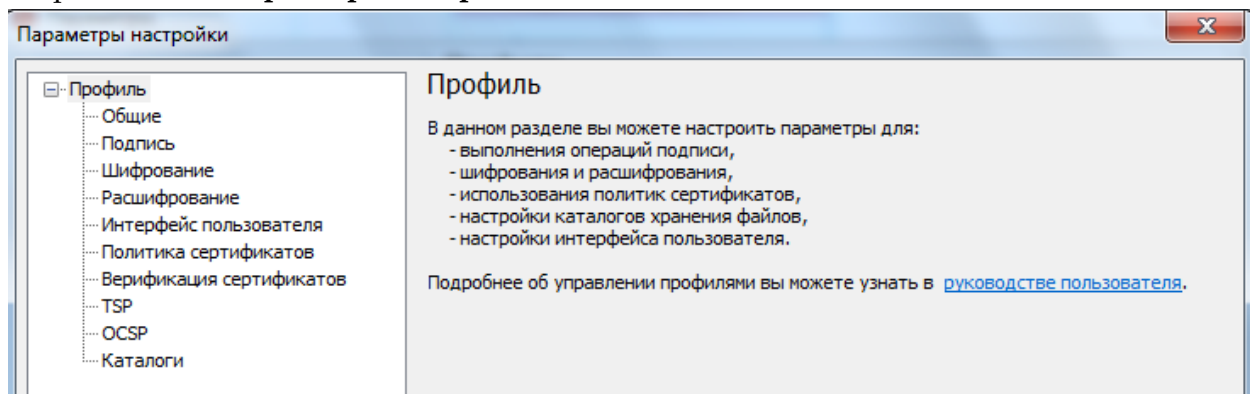 Параметры настройки
Профиль
Общие
Подпись
Шифрование
Расшифрование
Интерфейс пользователя
Политика сертификатов
Верификация сертификатов
TSP
OCSP
Каталоги
Профиль
В данном разделе вы можете настроить параметры для:
- выполнения операций подписи,
- шифрования и расшифрования,
- использования политик сертификатов,
- настройки каталогов хранения файлов,
- настройки интерфейса пользователя.
Подробнее об управлении профилями вы можете узнать в руководстве пользователя.